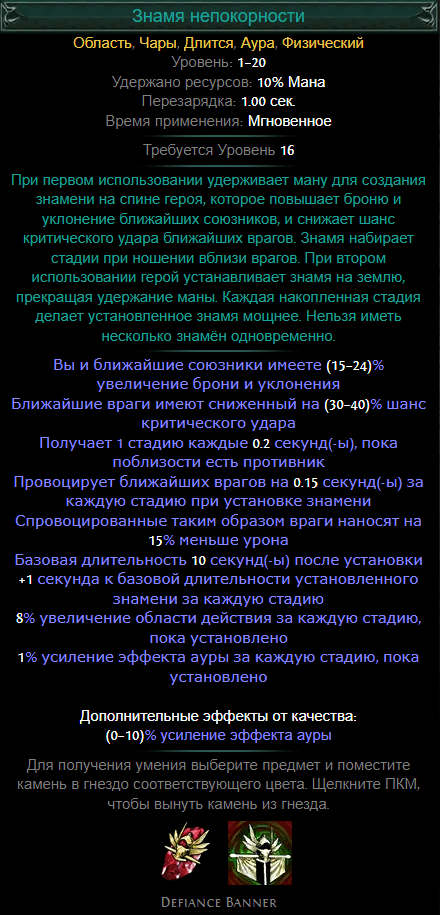 Знамя непокорности
Область, Чары, Длится, Аура, Физический
Уровень: 1–20
Удержано ресурсов: 10% Мана
Перезарядка: 1.00 сек.
Время применения: Мгновенное
Требуется Уровень 16
При первом использовании удерживает ману для создания
знамени на спине героя, которое повышает броню и
уклонение ближайших союзников, и снижает шанс
критического удара ближайших врагов. Знамя набирает
стадии при ношении вблизи врагов. При втором
использовании герой устанавливает знамя на землю,
прекращая удержание маны. Каждая накопленная стадия
делает установленное знамя мощнее. Нельзя иметь
несколько знамён одновременно.
Вы и ближайшие союзники имеете (15–24)%
увеличение брони и уклонения
Ближайшие враги имеют сниженный на (30–40)% шанс
критического удара
Получает 1 стадию каждые 0.2 секунд(-ы), пока
поблизости есть противник
Провоцирует ближайших врагов на 0.15 секунд(-ы) за
каждую стадию при установке знамени
Спровоцированные таким образом враги наносят на
15% меньше урона
Базовая длительность 10 секунд(-ы) после установки
+1 секунда к базовой длительности установленного
знамени за каждую стадию
8% увеличение области действия за каждую стадию,
пока установлено
1% усиление эффекта ауры за каждую стадию, пока
установлено
Дополнительные эффекты от качества:
(0–10)% усиление эффекта ауры
Для получения умения выберите предмет и поместите
камень в гнездо соответствующего цвета. Щелкните ПКМ,
чтобы вынуть камень из гнезда.
Defiance Banner